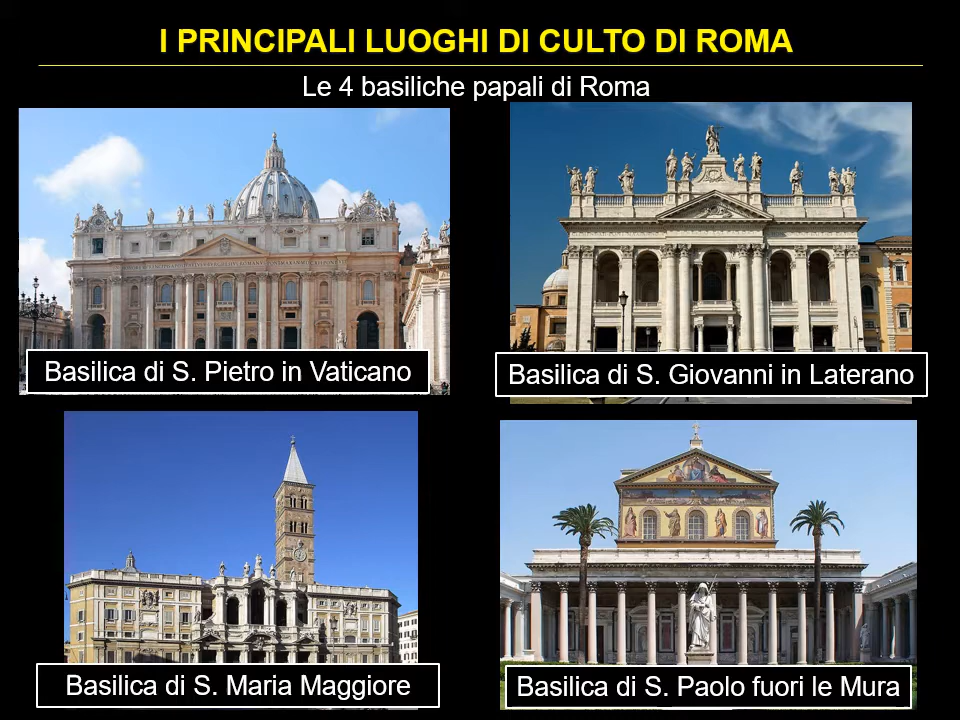 I PRINCIPALI LUOGHI DI CULTO DI ROMA
Le 4 basiliche papali di Roma
Basilica di S. Pietro in Vaticano
Basilica di S. Giovanni in Laterano
Basilica di S. Maria Maggiore
Basilica di S. Paolo fuori le Mura